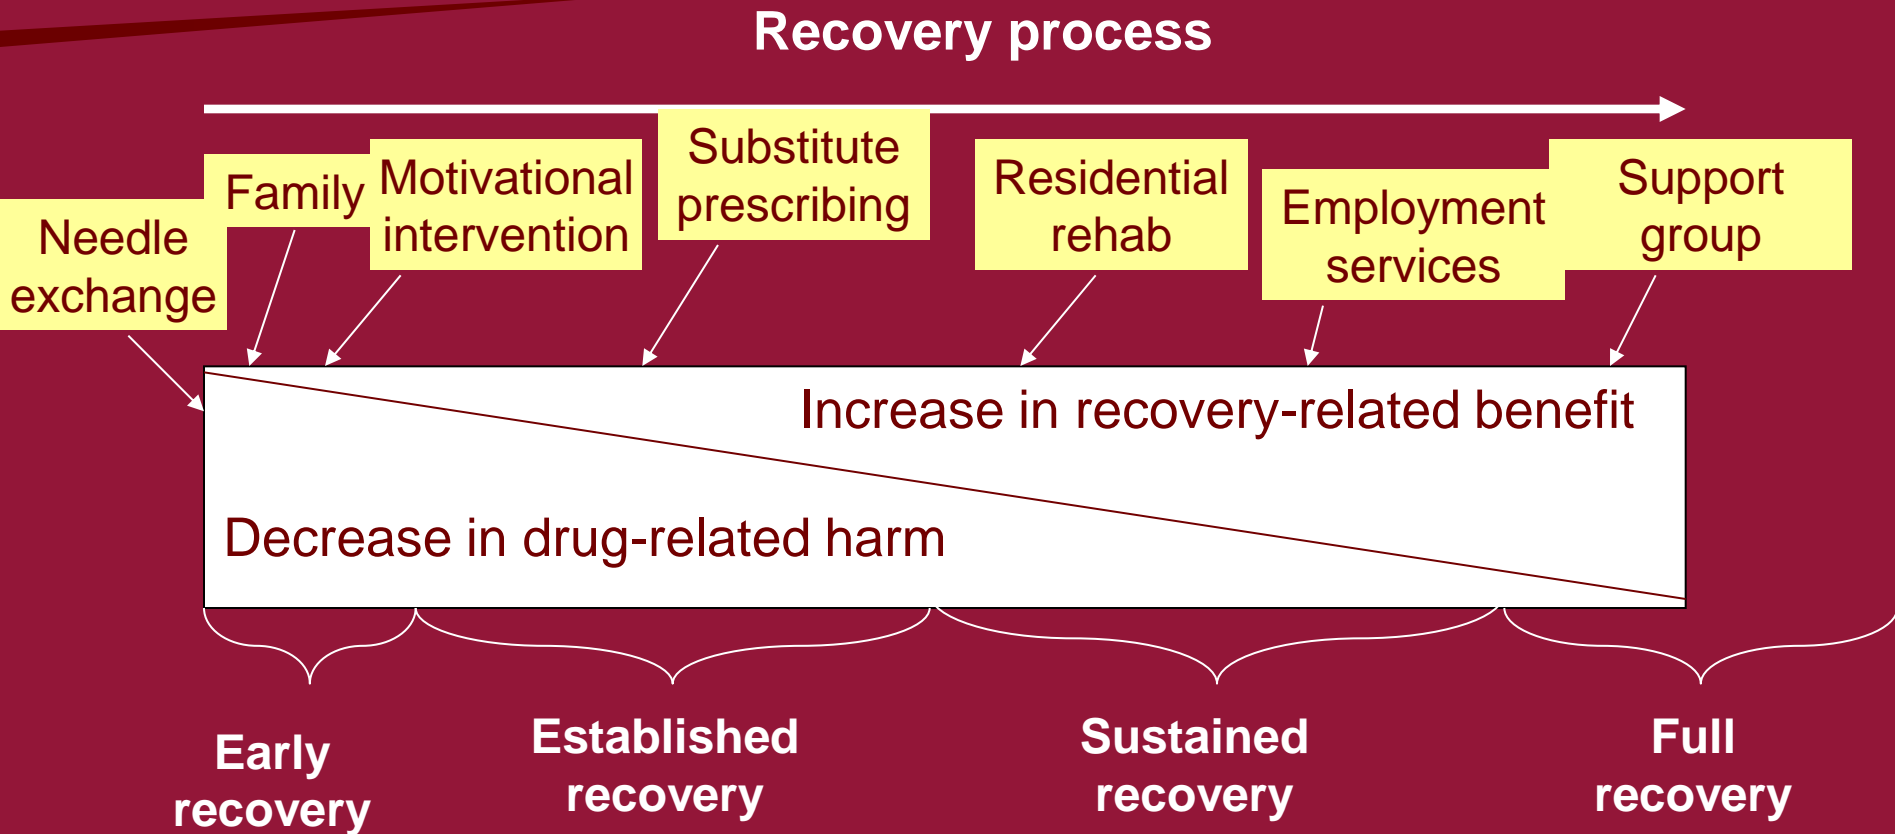 Recovery process
Needle
exchange
Family
Motivational
intervention
Substitute
prescribing
Residential
rehab
Employment
services
Support
group
Increase in recovery-related benefit
Decrease in drug-related harm
Early
recovery
Established
recovery
Sustained
recovery
Full
recovery